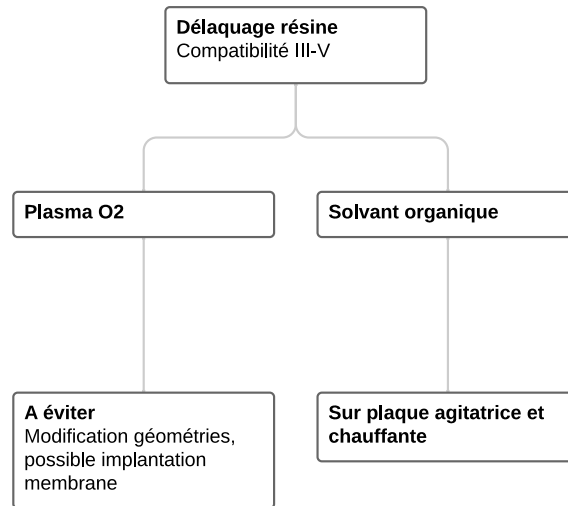 Délaquage résine
Compatibilité III-V
Plasma O2
Solvant organique
A éviter
Modification géométries,
possible implantation
membrane
Sur plaque agitatrice et
chauffante